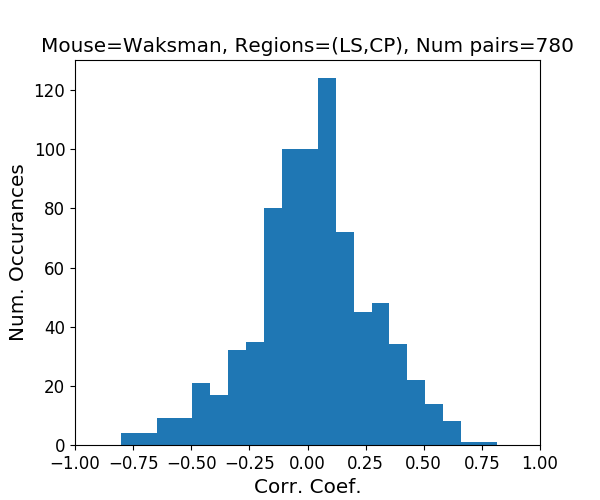 Mouse=Waksman, Regions=(LS,CP), Num pairs=780
Num. Occurances
120
100
80
60
40
20
0
−1.00 −0.75 −0.50 −0.25 0.00 0.25 0.50 0.75 1.00
Corr. Coef.